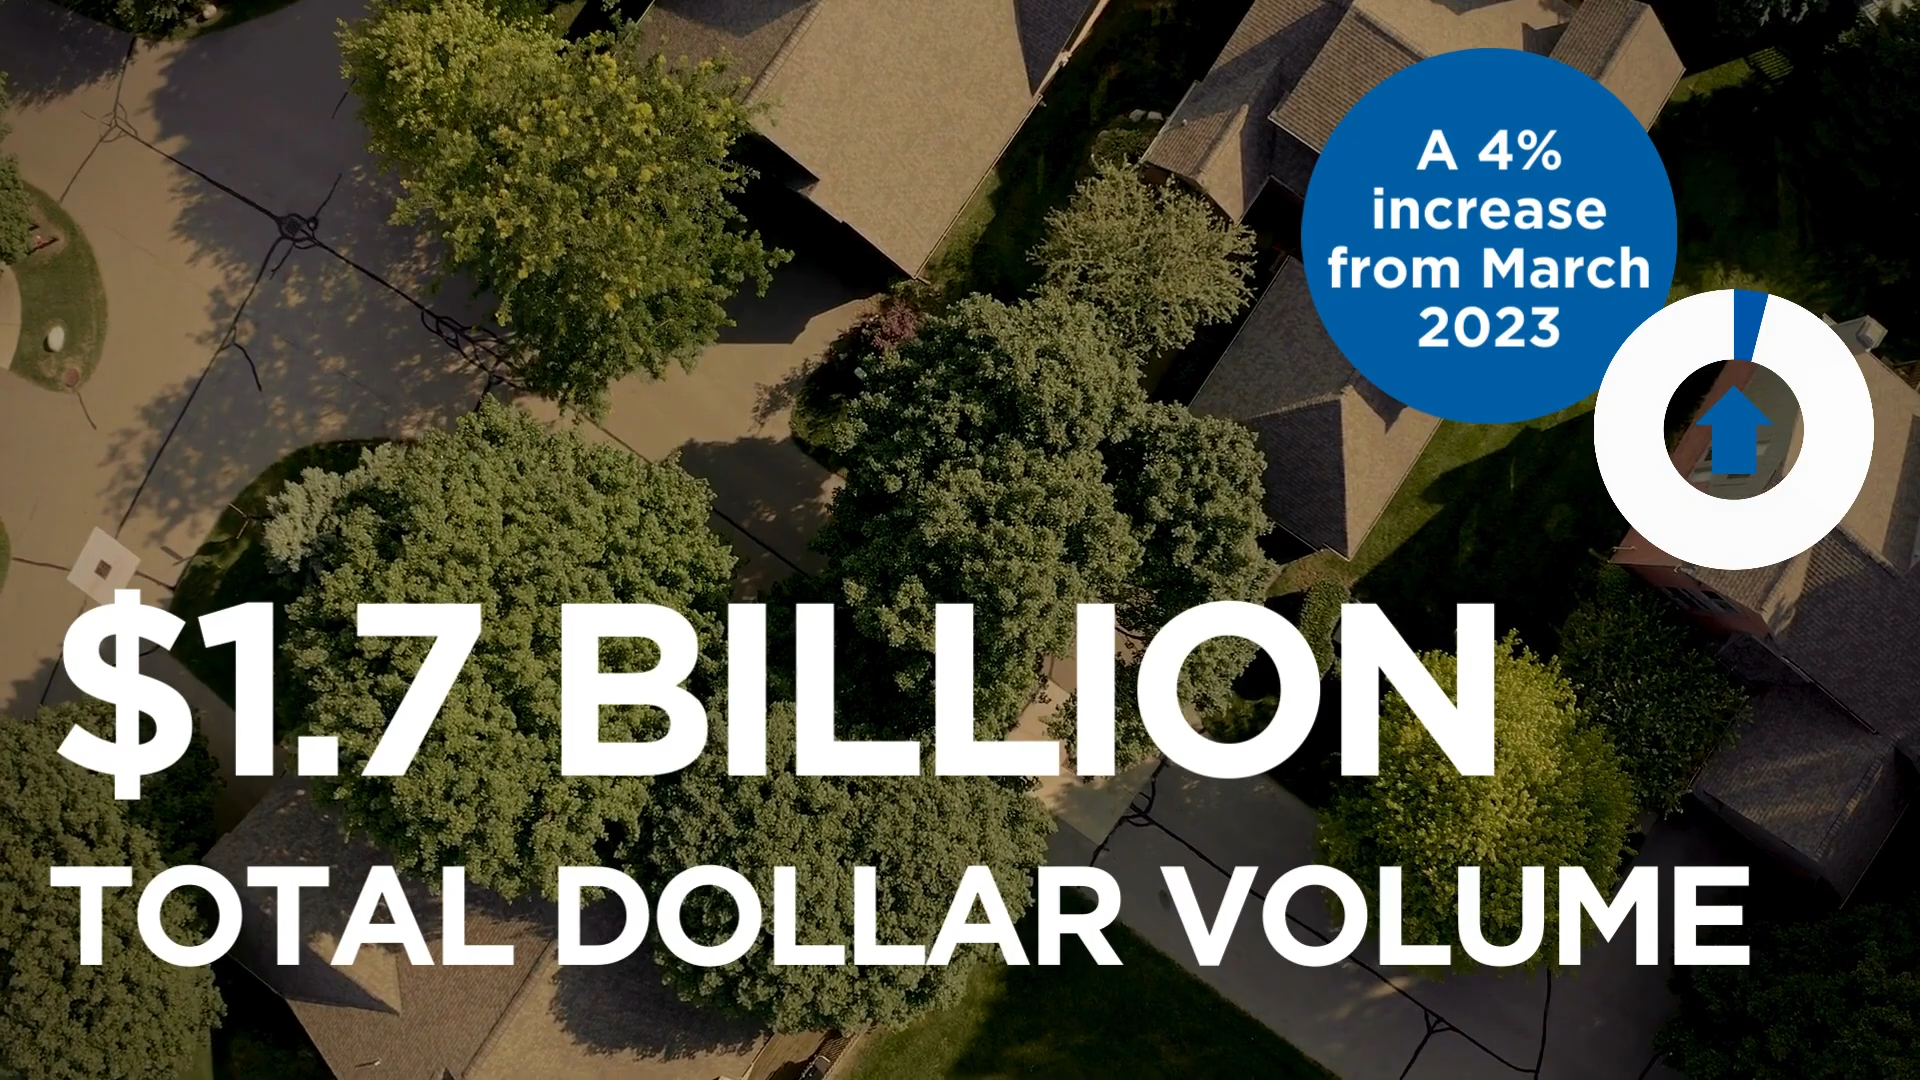 A 4%
increase
from March
2023
$1.7 BILLION
TOTAL DOLLAR VOLUME